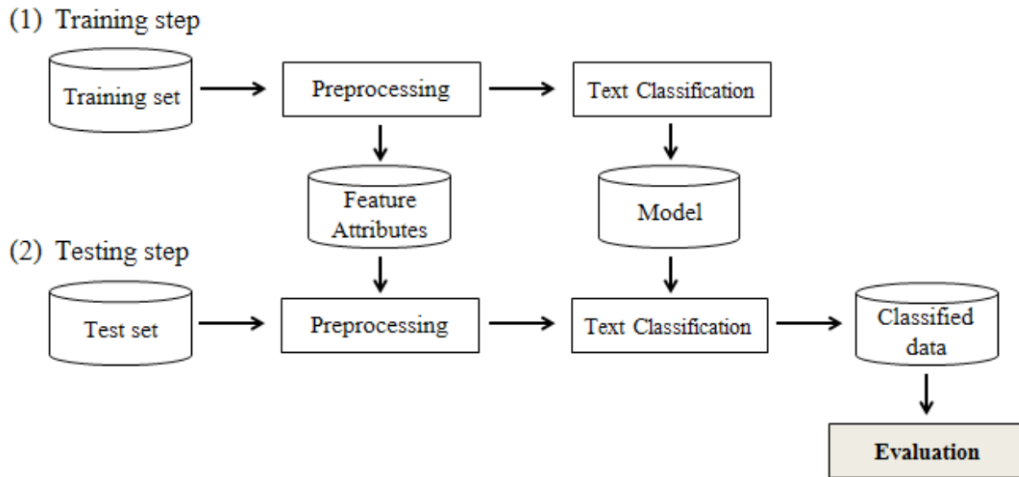 (1) Training step
Training set
Preprocessing
Text Classification
Feature
Attributes
Model
(2) Testing step
Test set
Preprocessing
Text Classification
Classified
data
Evaluation